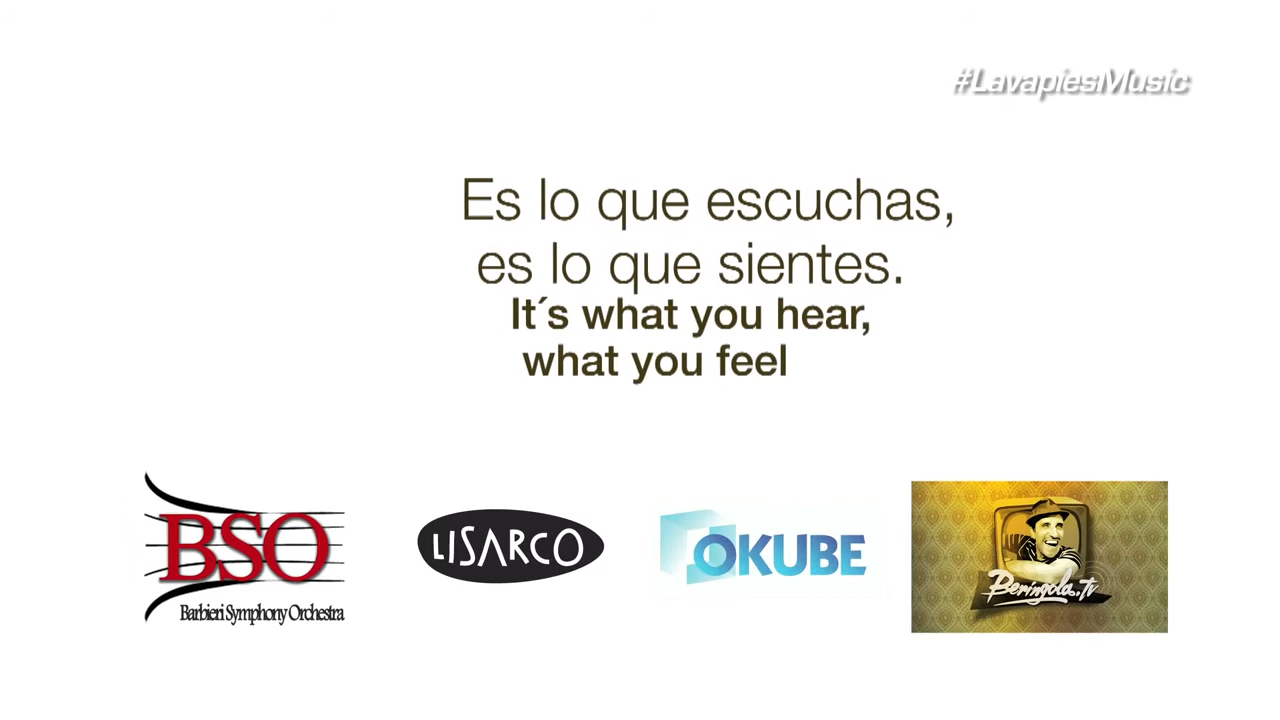 #LavapiesMusic
Es lo que escuchas,
es lo que sientes.
It´s what you hear,
what you feel
BSO
Barbieri Symphony Orchestra
LISARCO
OKUBE
Beringola.tv